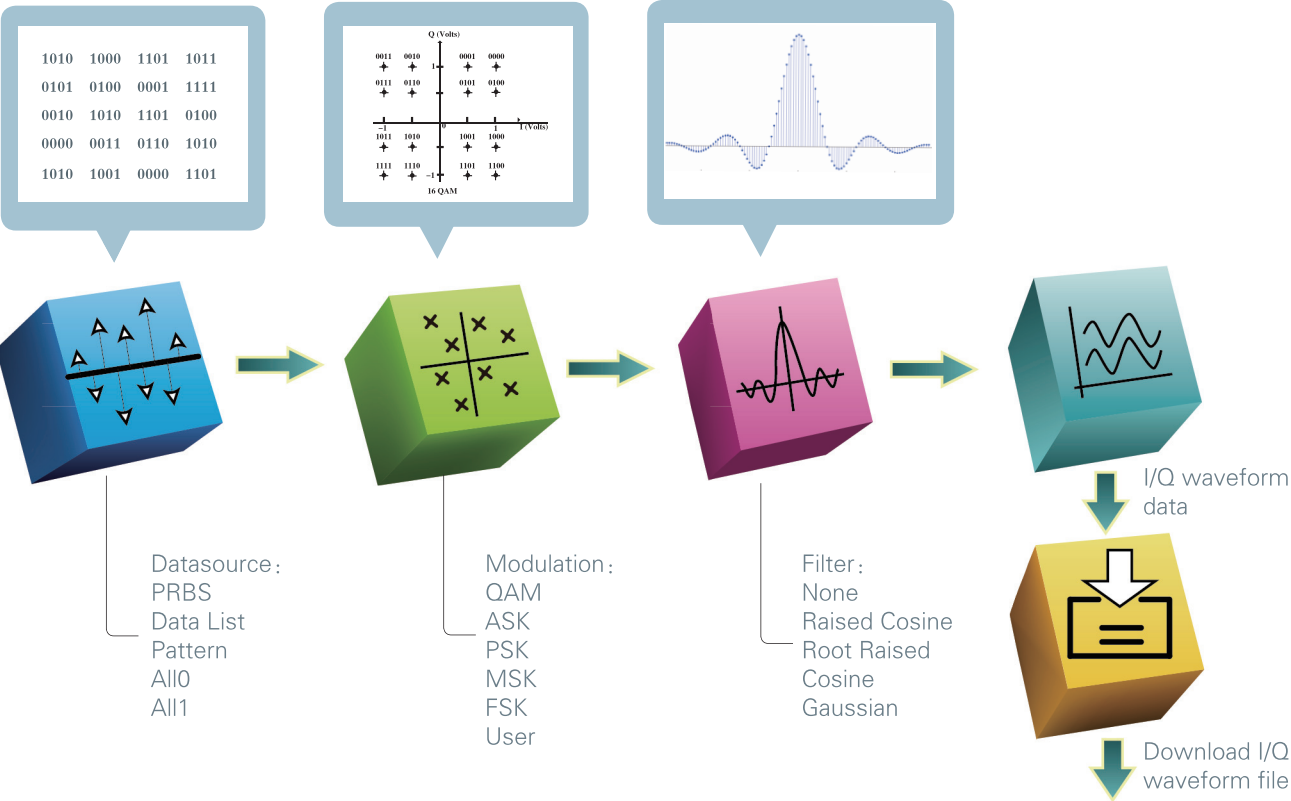 1010 1000 1101 1011
0101 0100 0001 1111
0010 1010 1101 0100
0000 0011 0110 1010
1010 1001 0000 1101
Q (Volts)
0011 0010 0001 0000
1
0111 0110 0101 0100
−1 0 1 I (Volts)
1011 1010 1001 1000
1111 1110 1101 1100
−1
16 QAM
Datasource:
PRBS
Data List
Pattern
All0
All1
Modulation:
QAM
ASK
PSK
MSK
FSK
User
Filter:
None
Raised Cosine
Root Raised
Cosine
Gaussian
I/Q waveform
data
Download I/Q
waveform file